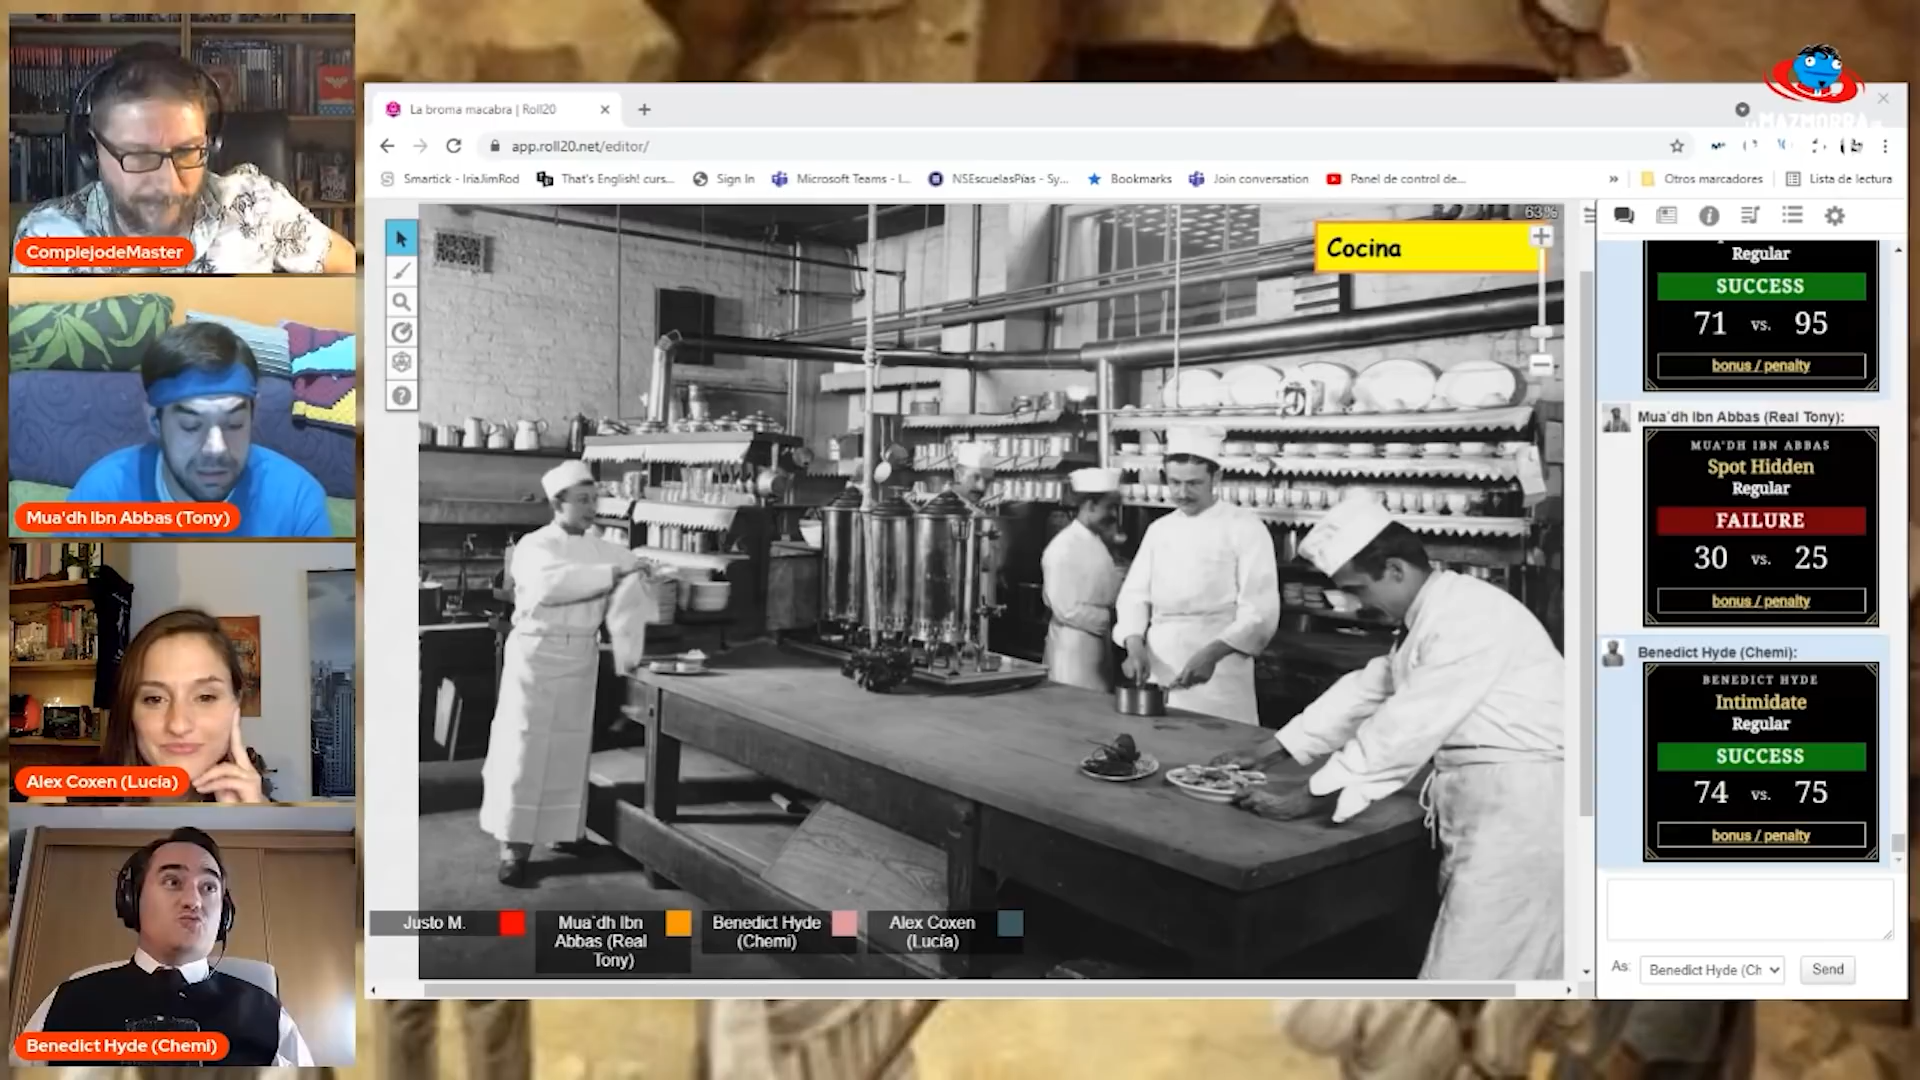 ComplejodeMaster
Mua'dh Ibn Abbas (Tony)
Alex Coxen (Lucía)
Benedict Hyde (Chemi)
La broma macabra | Roll20
app.roll20.net/editor/
Smartick - IriaJimRod
That's English! curs...
Sign In
Microsoft Teams - I...
NSEscuelasPías - Sy...
Bookmarks
Join conversation
Panel de control de...
»
Otros marcadores
Lista de lectura
MAZMORRA
63%
Cocina
Justo M.
Mua`dh Ibn
Abbas (Real
Tony)
Benedict Hyde
(Chemi)
Alex Coxen
(Lucía)
Regular
SUCCESS
71 vs. 95
bonus / penalty
Mua`dh Ibn Abbas (Real Tony):
MUA'DH IBN ABBAS
Spot Hidden
Regular
FAILURE
30 vs. 25
bonus / penalty
Benedict Hyde (Chemi):
BENEDICT HYDE
Intimidate
Regular
SUCCESS
74 vs. 75
bonus / penalty
As:
Benedict Hyde (Ch
Send